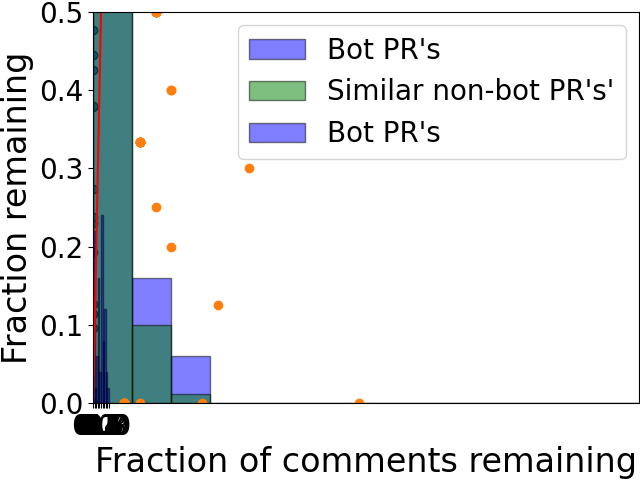 0.5
Bot PR's
Similar non-bot PR's'
Bot PR's
0.4
0.3
0.2
0.1
0.0
Fraction remaining
Fraction of comments remaining